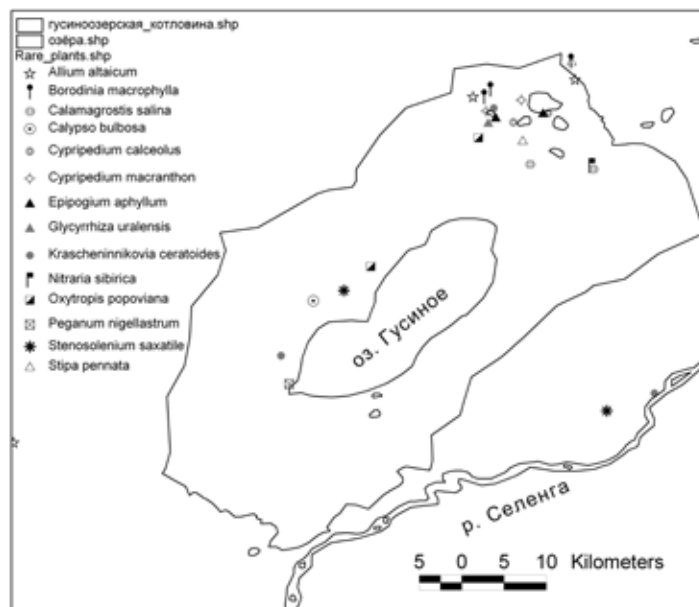 гусиноозерская_котловина.shp
озёра.shp
Rare_plants.shp
Allium altaicum
Borodinia macrophylla
Calamagrostis salina
Calypso bulbosa
Cypripedium calceolus
Cypripedium macranthon
Epipogium aphyllum
Glycyrrhiza uralensis
Krascheninnikovia ceratoides
Nitraria sibirica
Oxytropis popoviana
Peganum nigellastrum
Stenosolenium saxatile
Stipa pennata
оз. Гусиное
р. Селенга
5 0 5 10 Kilometers